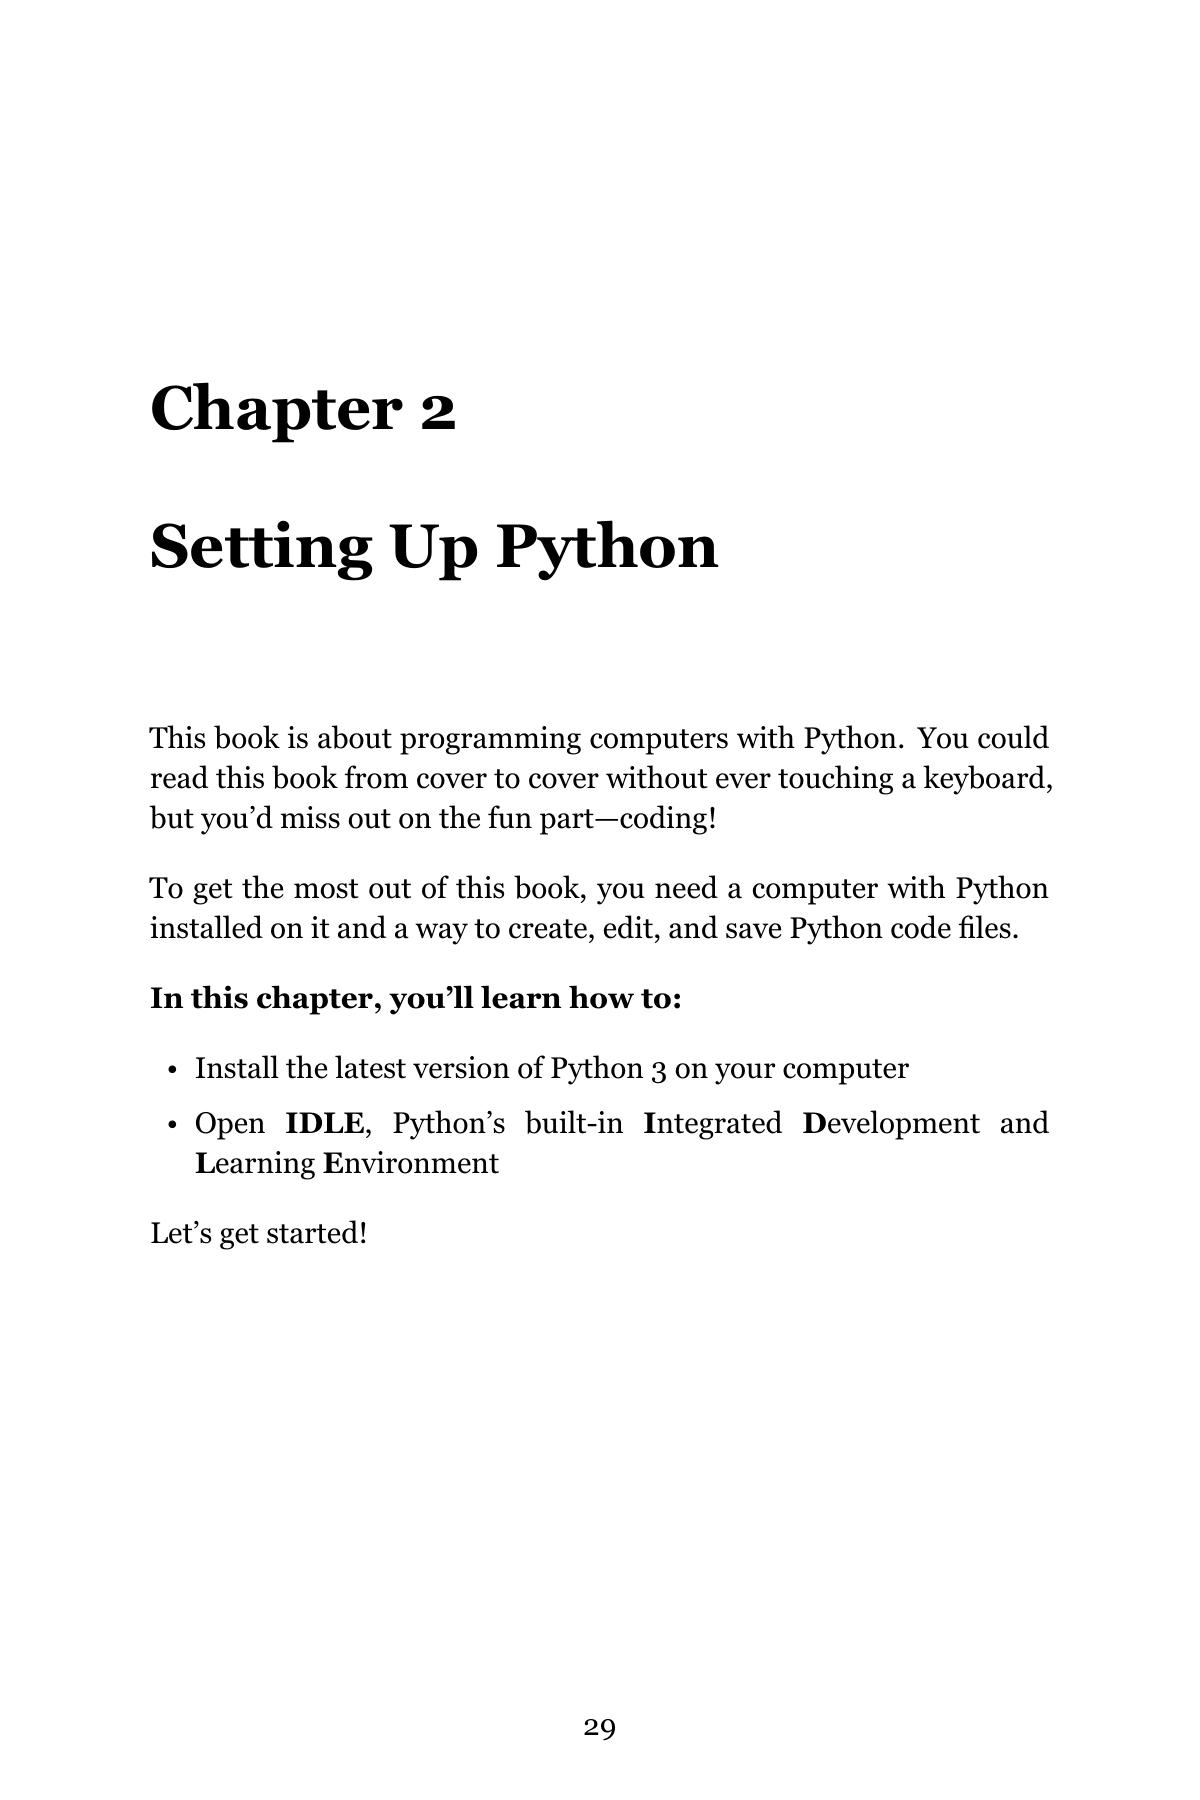 Chapter 2
Setting Up Python
This book is about programming computers with Python. You could
read this book from cover to cover without ever touching a keyboard,
but you’d miss out on the fun part—coding!
To get the most out of this book, you need a computer with Python
installed on it and a way to create, edit, and save Python code files.
In this chapter, you’ll learn how to:
• Install the latest version of Python 3 on your computer
• Open IDLE, Python’s built-in Integrated Development and
Learning Environment
Let’s get started!
29